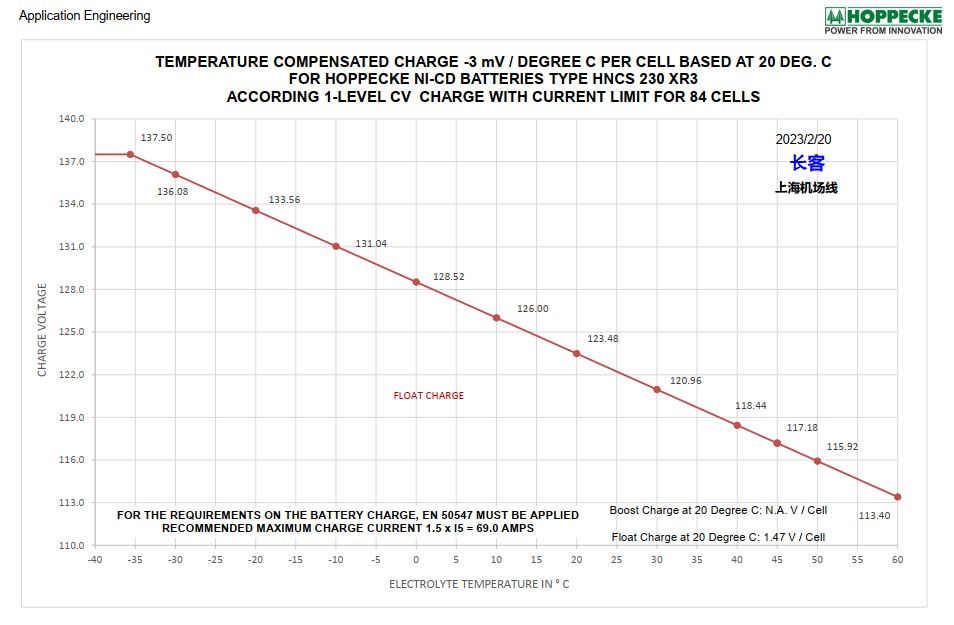 Application Engineering
HOPPECKE
POWER FROM INNOVATION
TEMPERATURE COMPENSATED CHARGE -3 mV / DEGREE C PER CELL BASED AT 20 DEG. C
FOR HOPPECKE NI-CD BATTERIES TYPE HNCS 230 XR3
ACCORDING 1-LEVEL CV CHARGE WITH CURRENT LIMIT FOR 84 CELLS
140.0
137.0
134.0
131.0
128.0
125.0
122.0
119.0
116.0
113.0
110.0
CHARGE VOLTAGE
137.50
136.08
133.56
131.04
128.52
126.00
123.48
120.96
118.44
117.18
115.92
113.40
2023/2/20
长客
上海机场线
FLOAT CHARGE
FOR THE REQUIREMENTS ON THE BATTERY CHARGE, EN 50547 MUST BE APPLIED
RECOMMENDED MAXIMUM CHARGE CURRENT 1.5 x I5 = 69.0 AMPS
Boost Charge at 20 Degree C: N.A. V / Cell
Float Charge at 20 Degree C: 1.47 V / Cell
-40 -35 -30 -25 -20 -15 -10 -5 0 5 10 15 20 25 30 35 40 45 50 55 60
ELECTROLYTE TEMPERATURE IN ° C